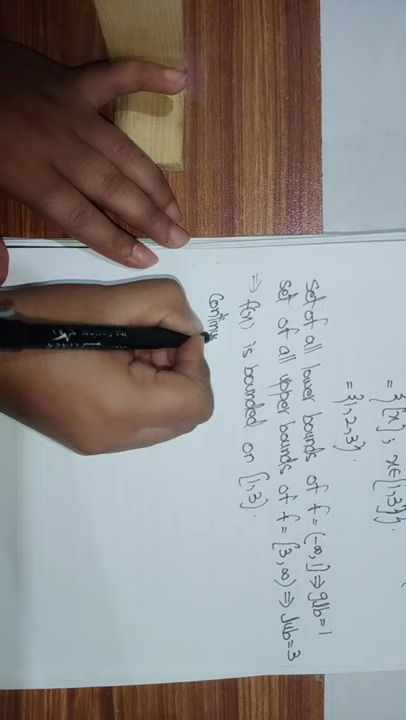 = {[x]; x∈[1,3]}.
= {1,2,3}.
set of all lower bounds of f = (-∞,1] ⇒ glb=1
set of all upper bounds of f = [3,∞) ⇒ lub=3
⇒ f(x) is bounded on [1,3].
Continu